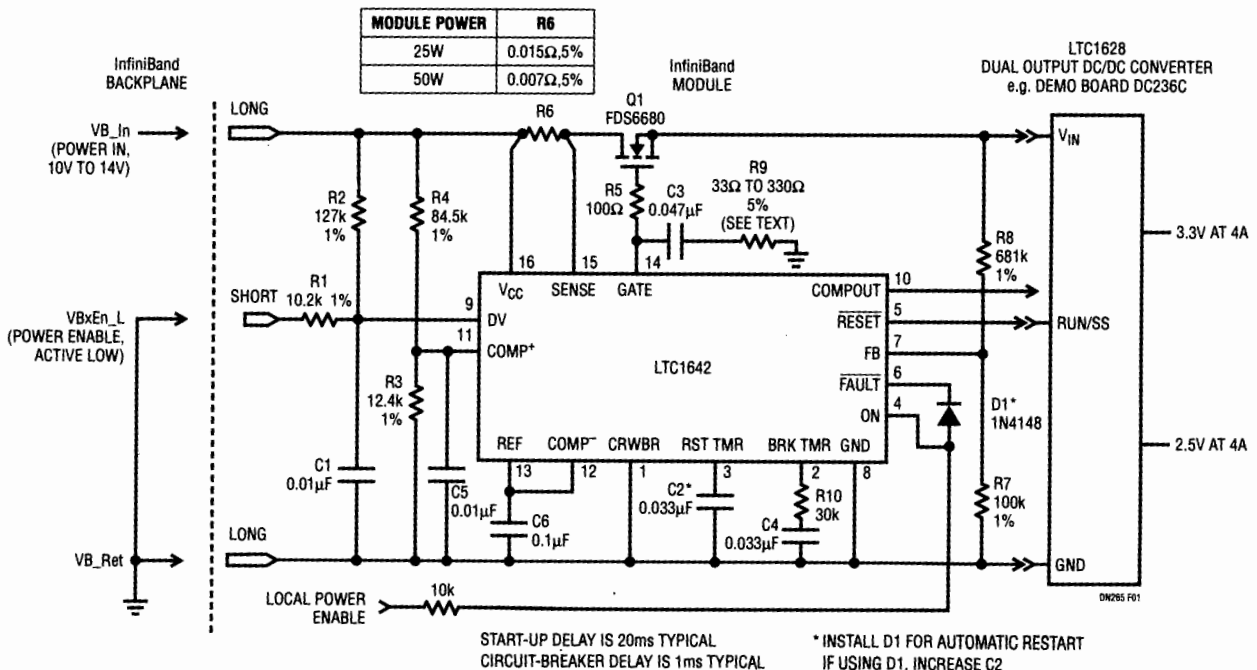 MODULE POWER R6
25W 0.015Ω,5%
50W 0.007Ω,5%
InfiniBand
BACKPLANE
InfiniBand
MODULE
LTC1628
DUAL OUTPUT DC/DC CONVERTER
e.g. DEMO BOARD DC236C
VB_In
(POWER IN,
10V TO 14V)
LONG
R6
Q1
FDS6680
VIN
R2
127k
1%
R4
84.5k
1%
R5
100Ω
C3
0.047µF
R9
33Ω TO 330Ω
5%
(SEE TEXT)
R8
681k
1%
3.3V AT 4A
VBxEn_L
(POWER ENABLE,
ACTIVE LOW)
SHORT
R1
10.2k 1%
16 15 14
VCC SENSE GATE
9 DV
11 COMP+
LTC1642
COMPOUT 10
RESET 5
FB 7
FAULT 6
ON 4
RUN/SS
R3
12.4k
1%
D1*
1N4148
2.5V AT 4A
REF COMP– CRWBR RST TMR BRK TMR GND
13 12 1 3 2 8
C1
0.01µF
C5
0.01µF
C6
0.1µF
C2*
0.033µF
R10
30k
C4
0.033µF
R7
100k
1%
VB_Ret
LONG
GND
DN265 F01
LOCAL POWER
ENABLE
10k
START-UP DELAY IS 20ms TYPICAL
CIRCUIT-BREAKER DELAY IS 1ms TYPICAL
* INSTALL D1 FOR AUTOMATIC RESTART
IF USING D1, INCREASE C2